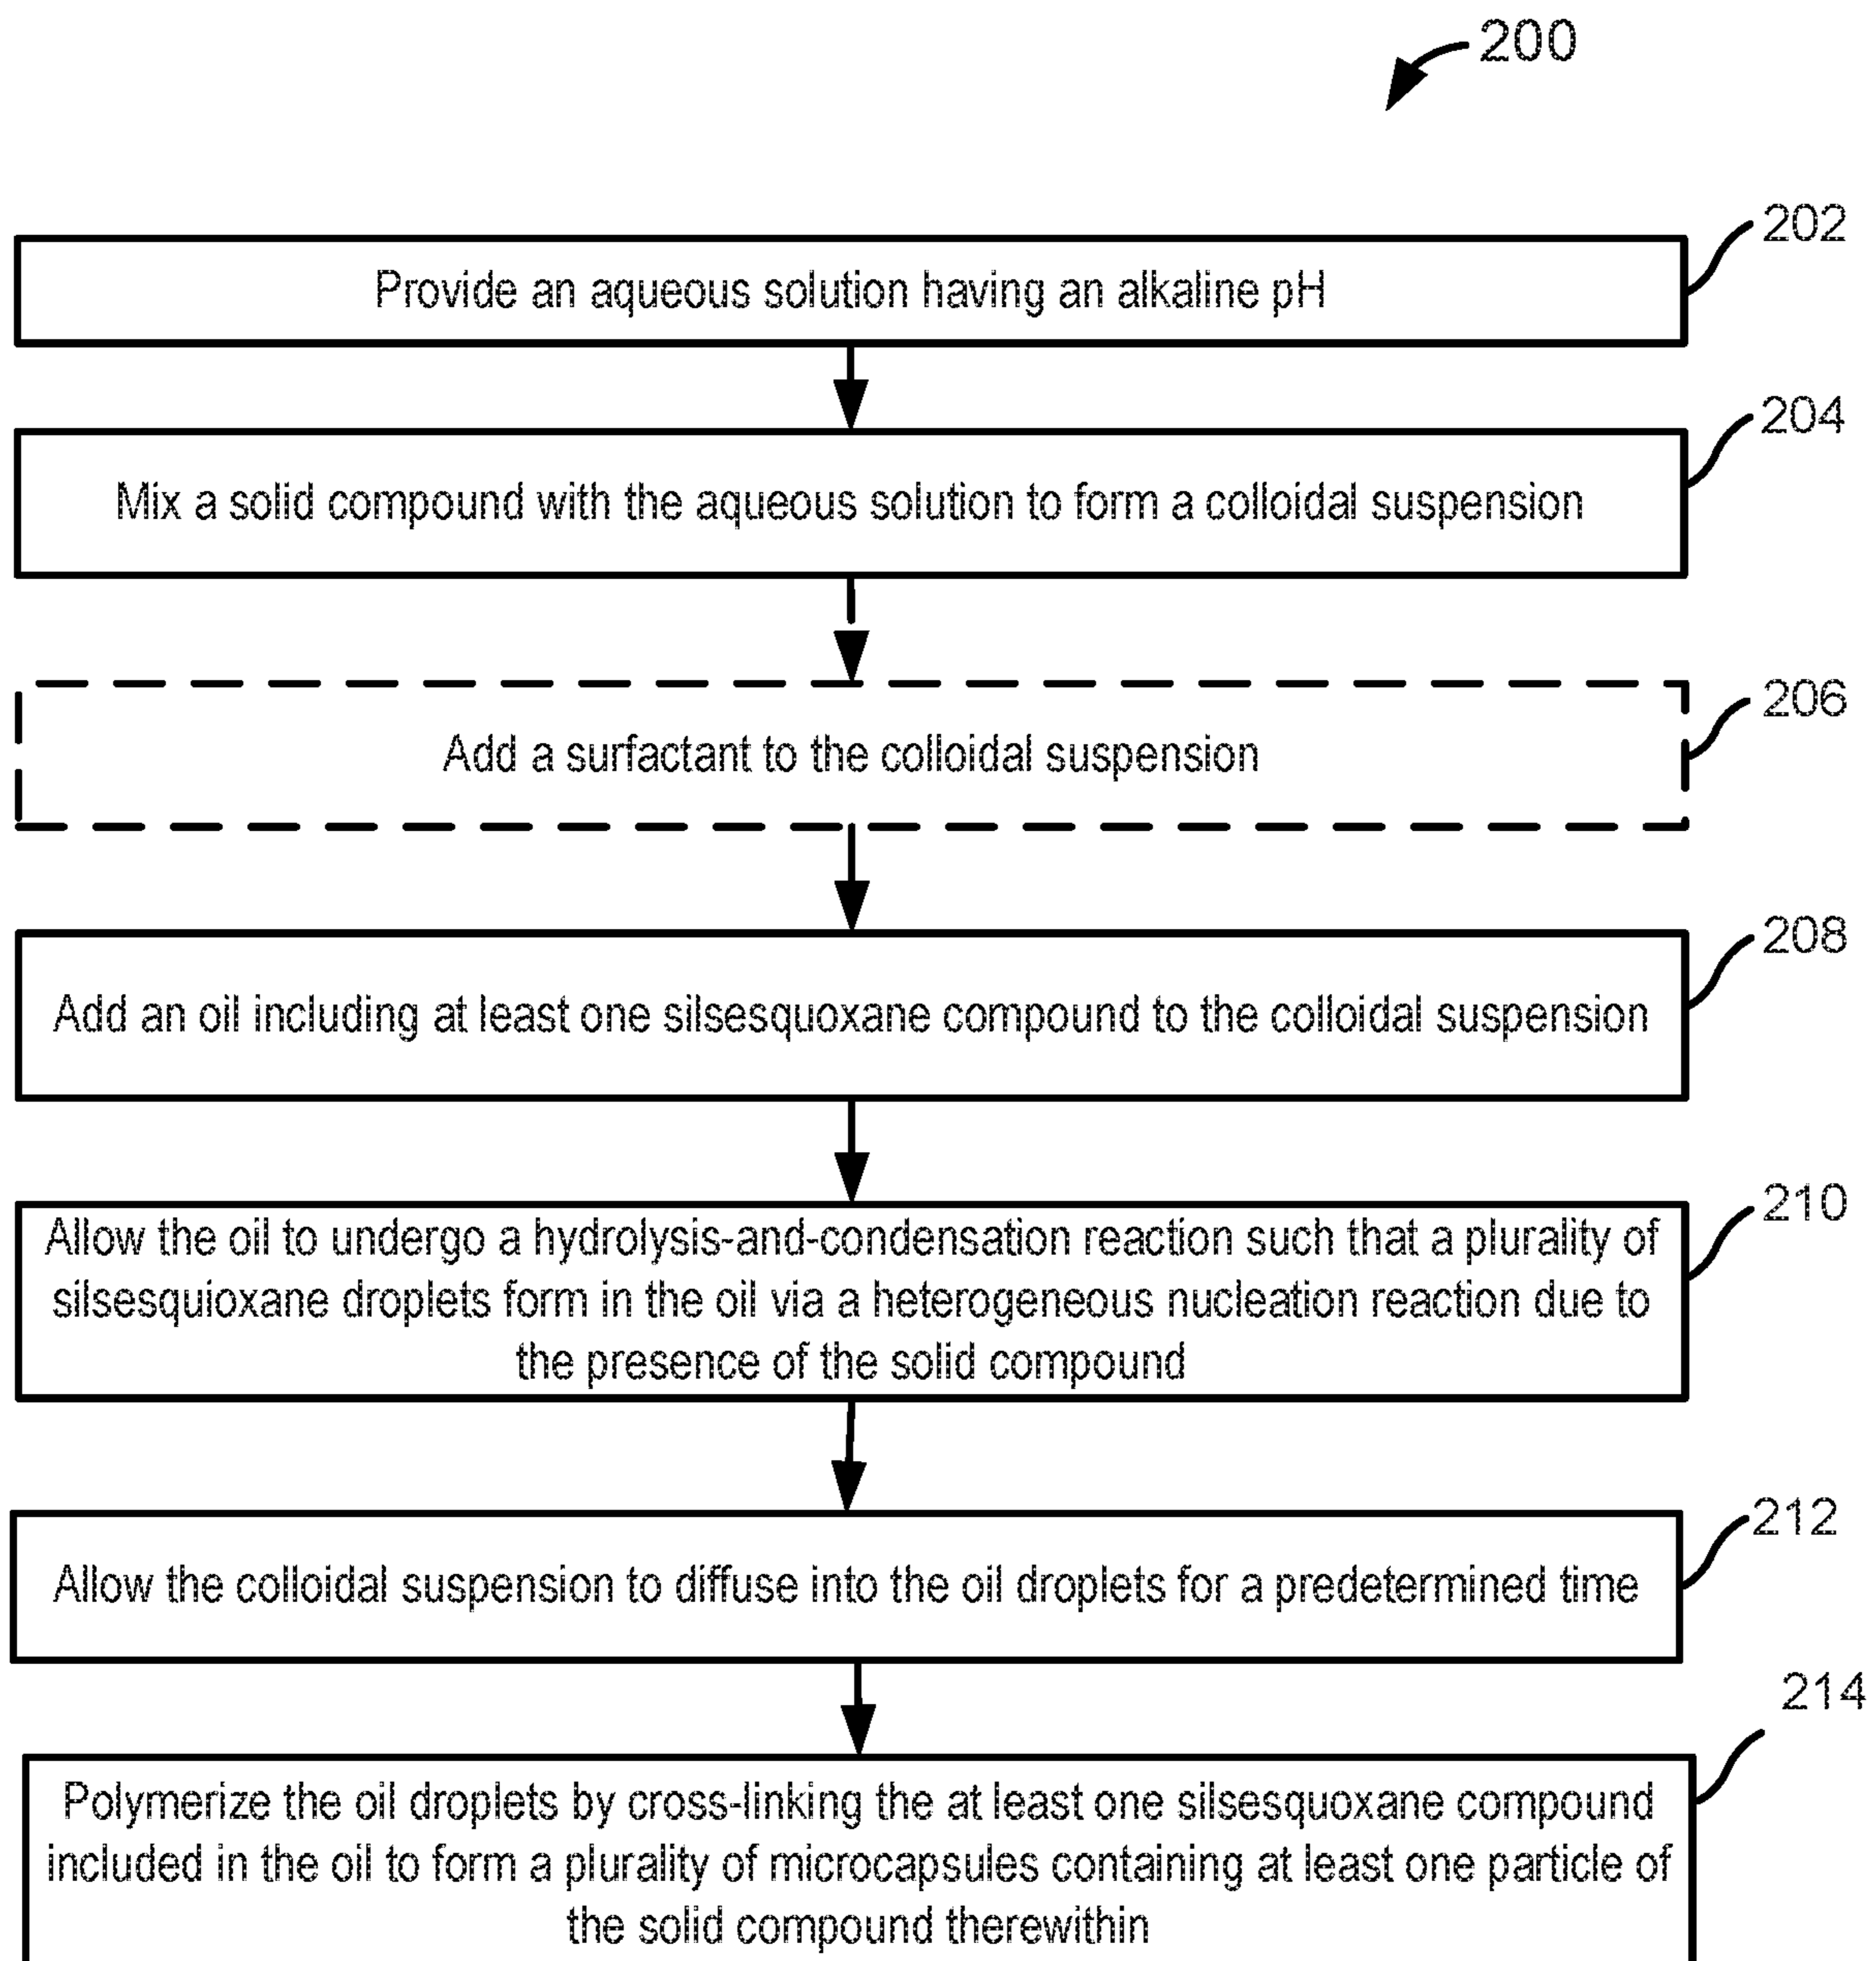 200
202
Provide an aqueous solution having an alkaline pH
204
Mix a solid compound with the aqueous solution to form a colloidal suspension
206
Add a surfactant to the colloidal suspension
208
Add an oil including at least one silsesquoxane compound to the colloidal suspension
210
Allow the oil to undergo a hydrolysis-and-condensation reaction such that a plurality of
silsesquioxane droplets form in the oil via a heterogeneous nucleation reaction due to
the presence of the solid compound
212
Allow the colloidal suspension to diffuse into the oil droplets for a predetermined time
214
Polymerize the oil droplets by cross-linking the at least one silsesquoxane compound
included in the oil to form a plurality of microcapsules containing at least one particle of
the solid compound therewithin